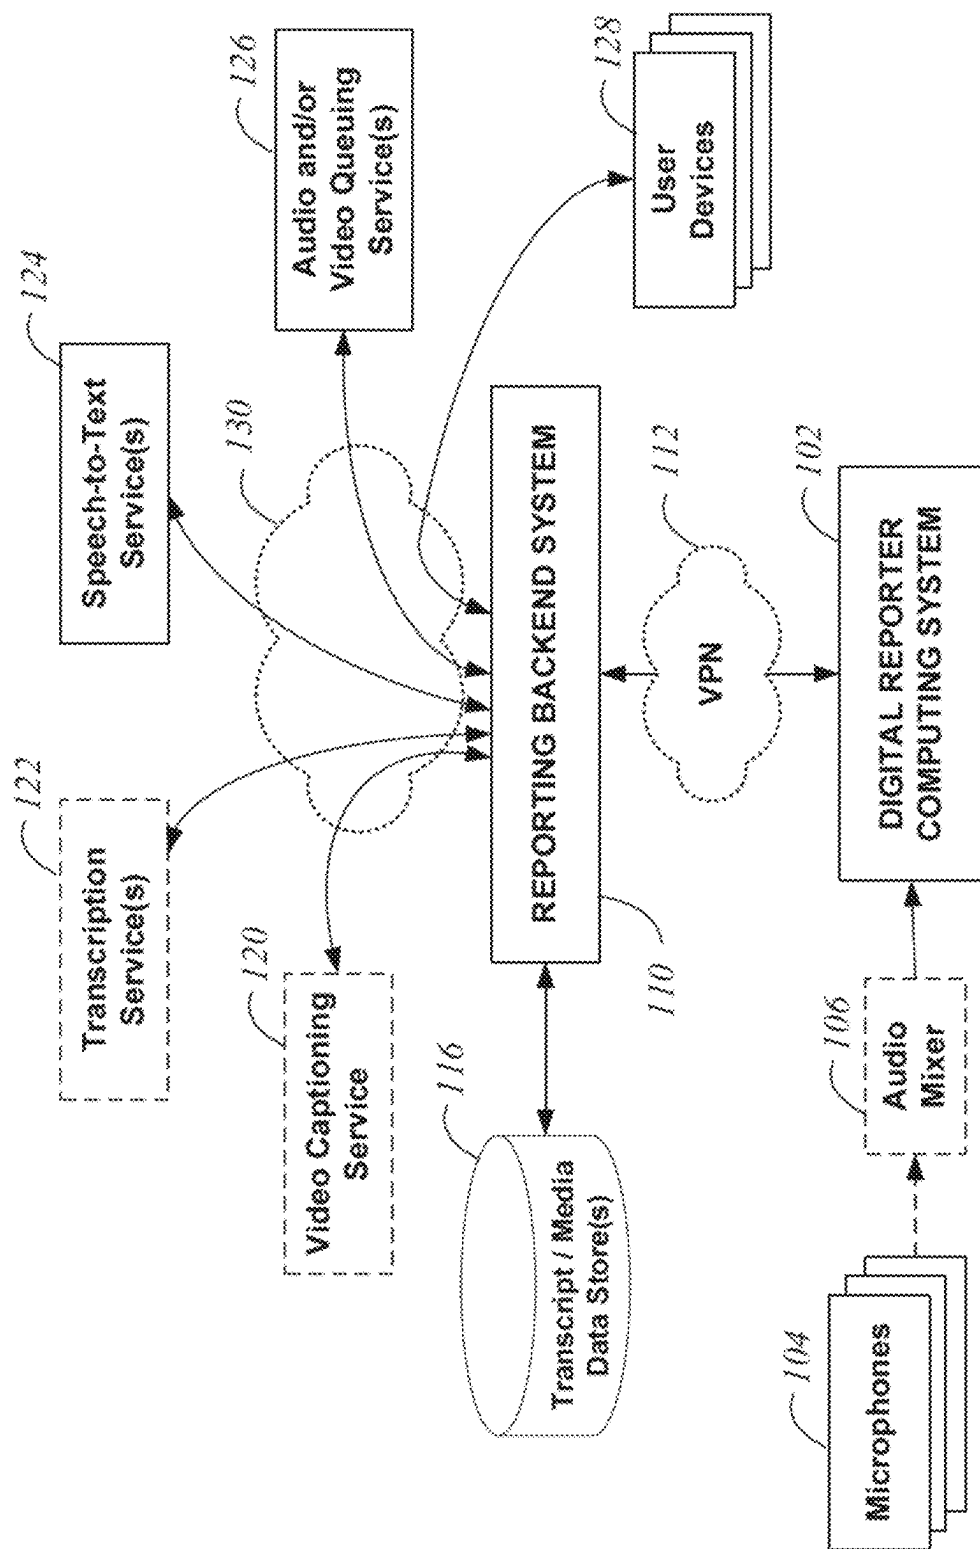 122
Transcription
Service(s)
124
Speech-to-Text
Service(s)
120
Video Captioning
Service
130
126
Audio and/or
Video Queuing
Service(s)
116
Transcript / Media
Data Store(s)
110
REPORTING BACKEND SYSTEM
128
User
Devices
112
VPN
104
Microphones
106
Audio
Mixer
102
DIGITAL REPORTER
COMPUTING SYSTEM